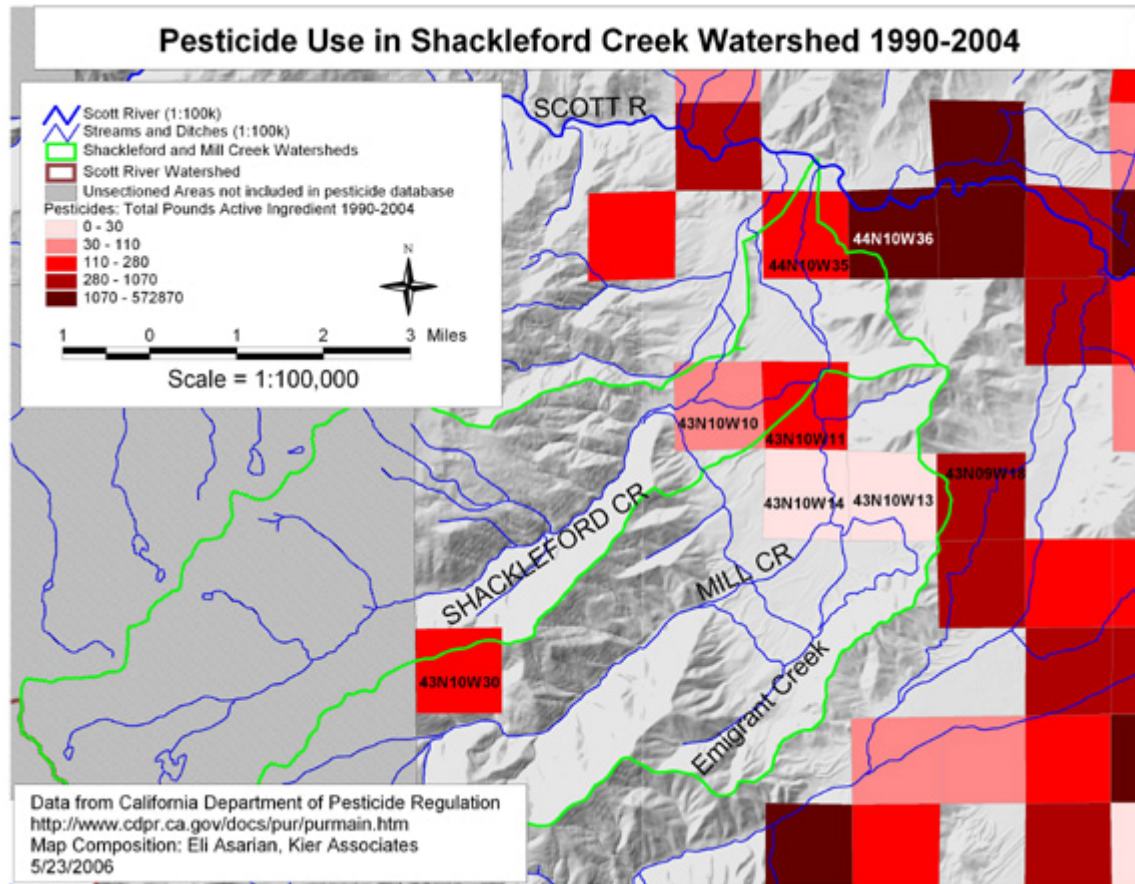 Pesticide Use in Shackleford Creek Watershed 1990-2004
Scott River (1:100k)
Streams and Ditches (1:100k)
Shackleford and Mill Creek Watersheds
Scott River Watershed
Unsectioned Areas not included in pesticide database
Pesticides: Total Pounds Active Ingredient 1990-2004
0 - 30
30 - 110
110 - 280
280 - 1070
1070 - 572870
N
1 0 1 2 3 Miles
Scale = 1:100,000
SCOTT R
44N10W36
44N10W35
43N10W10
43N10W11
43N09W18
43N10W14
43N10W13
SHACKLEFORD CR
MILL CR
43N10W30
Emigrant Creek
Data from California Department of Pesticide Regulation
http://www.cdpr.ca.gov/docs/pur/purmain.htm
Map Composition: Eli Asarian, Kier Associates
5/23/2006